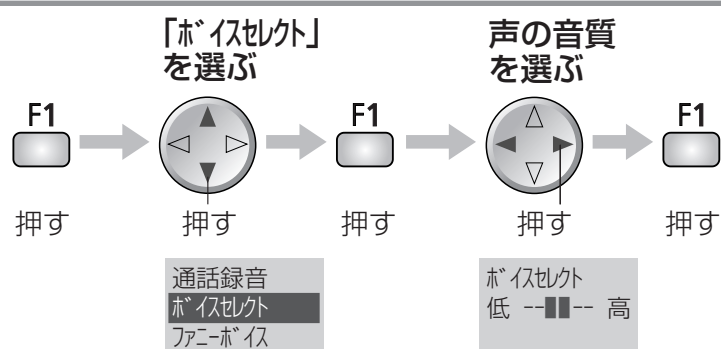 「ﾎﾞｲｽｾﾚｸﾄ」
を選ぶ
声の音質
を選ぶ
F1
F1
F1
押す
押す
押す
押す
押す
通話録音
ﾎﾞｲｽｾﾚｸﾄ
ﾌｧﾆｰﾎﾞｲｽ
ﾎﾞｲｽｾﾚｸﾄ
低 --▮▮-- 高